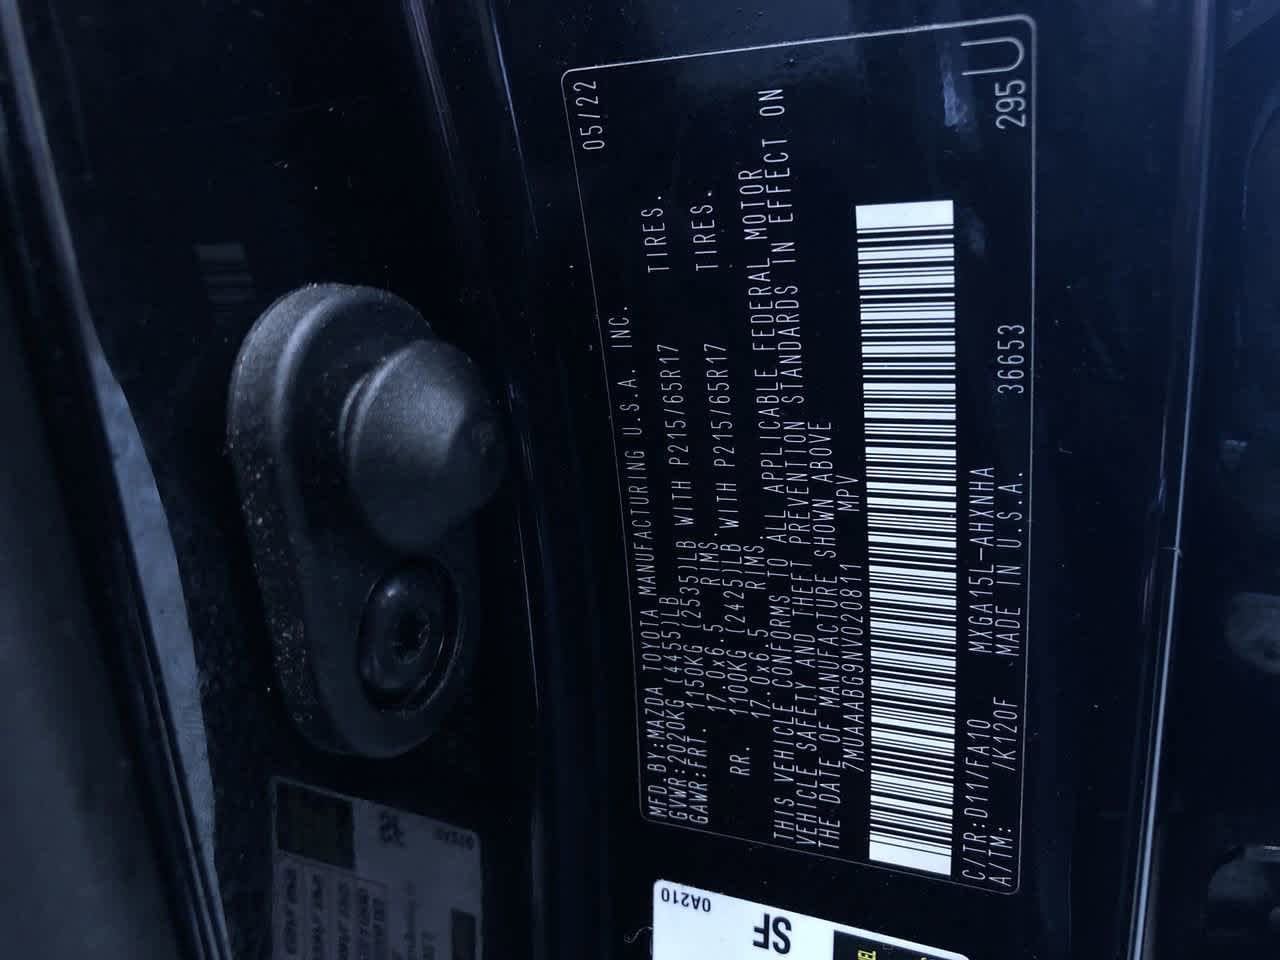 05/22
MFD.BY:MAZDA TOYOTA MANUFACTURING U.S.A. INC.
GVWR:2020KG(4455)LB
GAWR:FRT. 1150KG(2535)LB WITH P215/65R17 TIRES.
17.0x6.5 RIMS.
RR. 1100KG(2425)LB WITH P215/65R17 TIRES.
17.0x6.5 RIMS.
THIS VEHICLE CONFORMS TO ALL APPLICABLE FEDERAL MOTOR
VEHICLE SAFETY AND THEFT PREVENTION STANDARDS IN EFFECT ON
THE DATE OF MANUFACTURE SHOWN ABOVE
7MUAAABG9NV020811 MPV
C/TR:D11/FA10 MXGA15L-AHXNHA
A/TM: /K120F MADE IN U.S.A. 36653 295U
0A210
SF